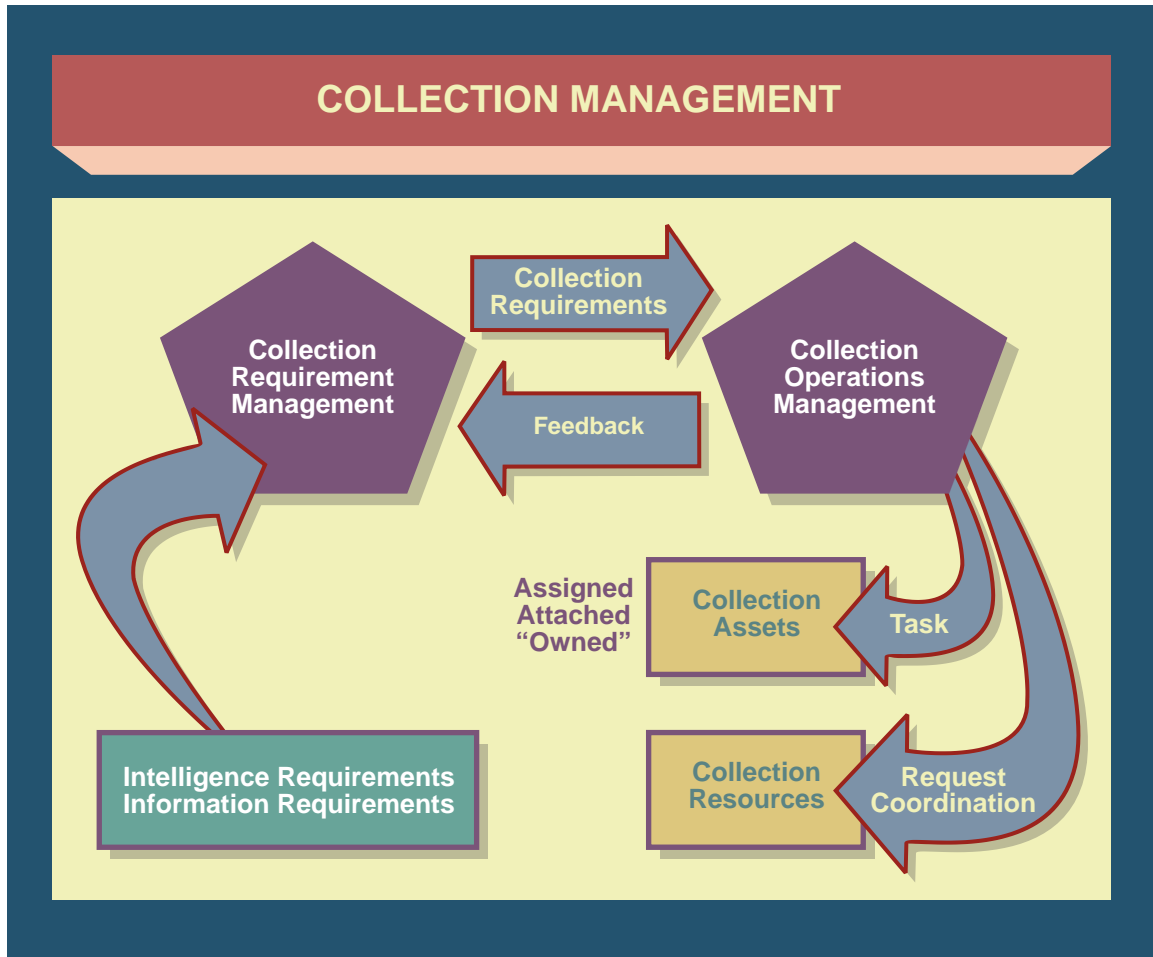 COLLECTION MANAGEMENT
Collection
Requirements
Collection
Requirement
Management
Collection
Operations
Management
Feedback
Assigned
Attached
“Owned”
Collection
Assets
Task
Intelligence Requirements
Information Requirements
Collection
Resources
Request
Coordination